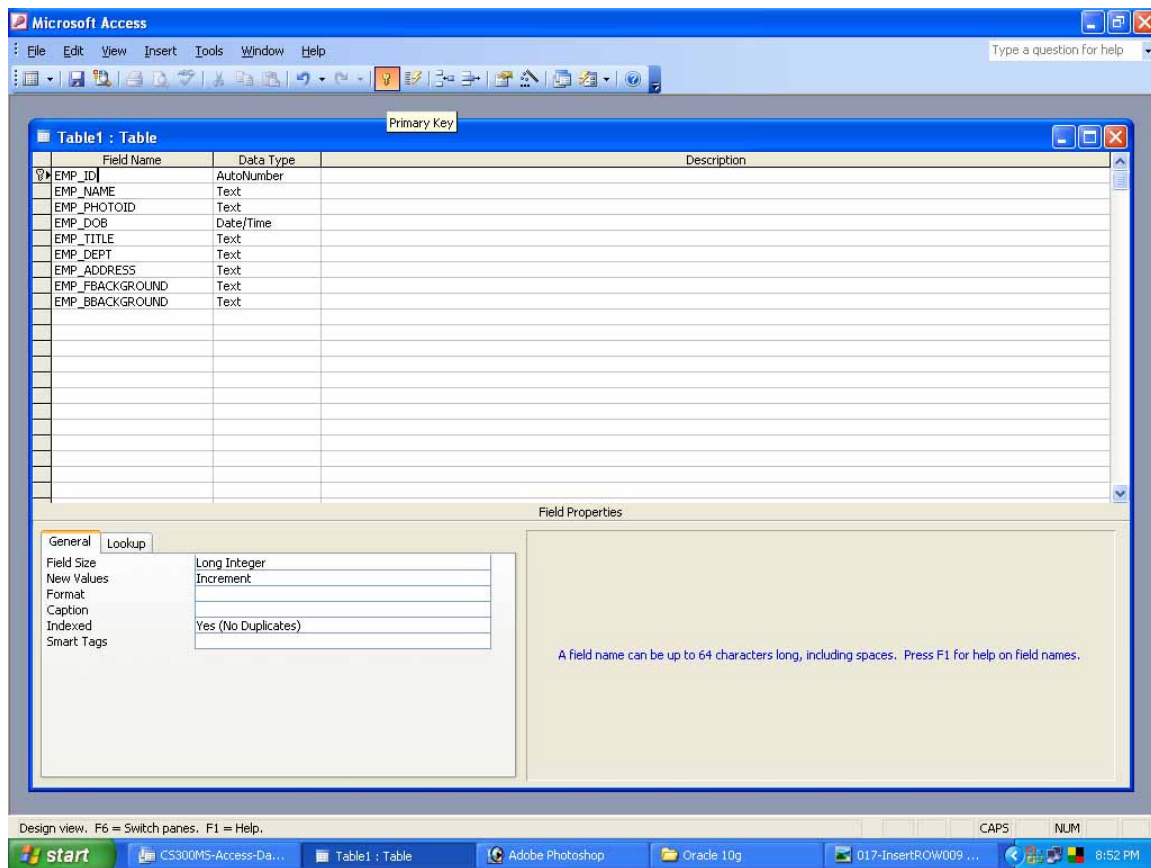 Microsoft Access
File Edit View Insert Tools Window Help
Type a question for help
Primary Key
Table1 : Table
Field Name Data Type Description
EMP_ID AutoNumber
EMP_NAME Text
EMP_PHOTOID Text
EMP_DOB Date/Time
EMP_TITLE Text
EMP_DEPT Text
EMP_ADDRESS Text
EMP_FBACKGROUND Text
EMP_BBACKGROUND Text
Field Properties
General Lookup
Field Size Long Integer
New Values Increment
Format
Caption
Indexed Yes (No Duplicates)
Smart Tags
A field name can be up to 64 characters long, including spaces. Press F1 for help on field names.
Design view. F6 = Switch panes. F1 = Help.
CAPS NUM
start CS300MS-Access-Da... Table1 : Table Adobe Photoshop Oracle 10g 017-InsertROW009 ... 8:52 PM